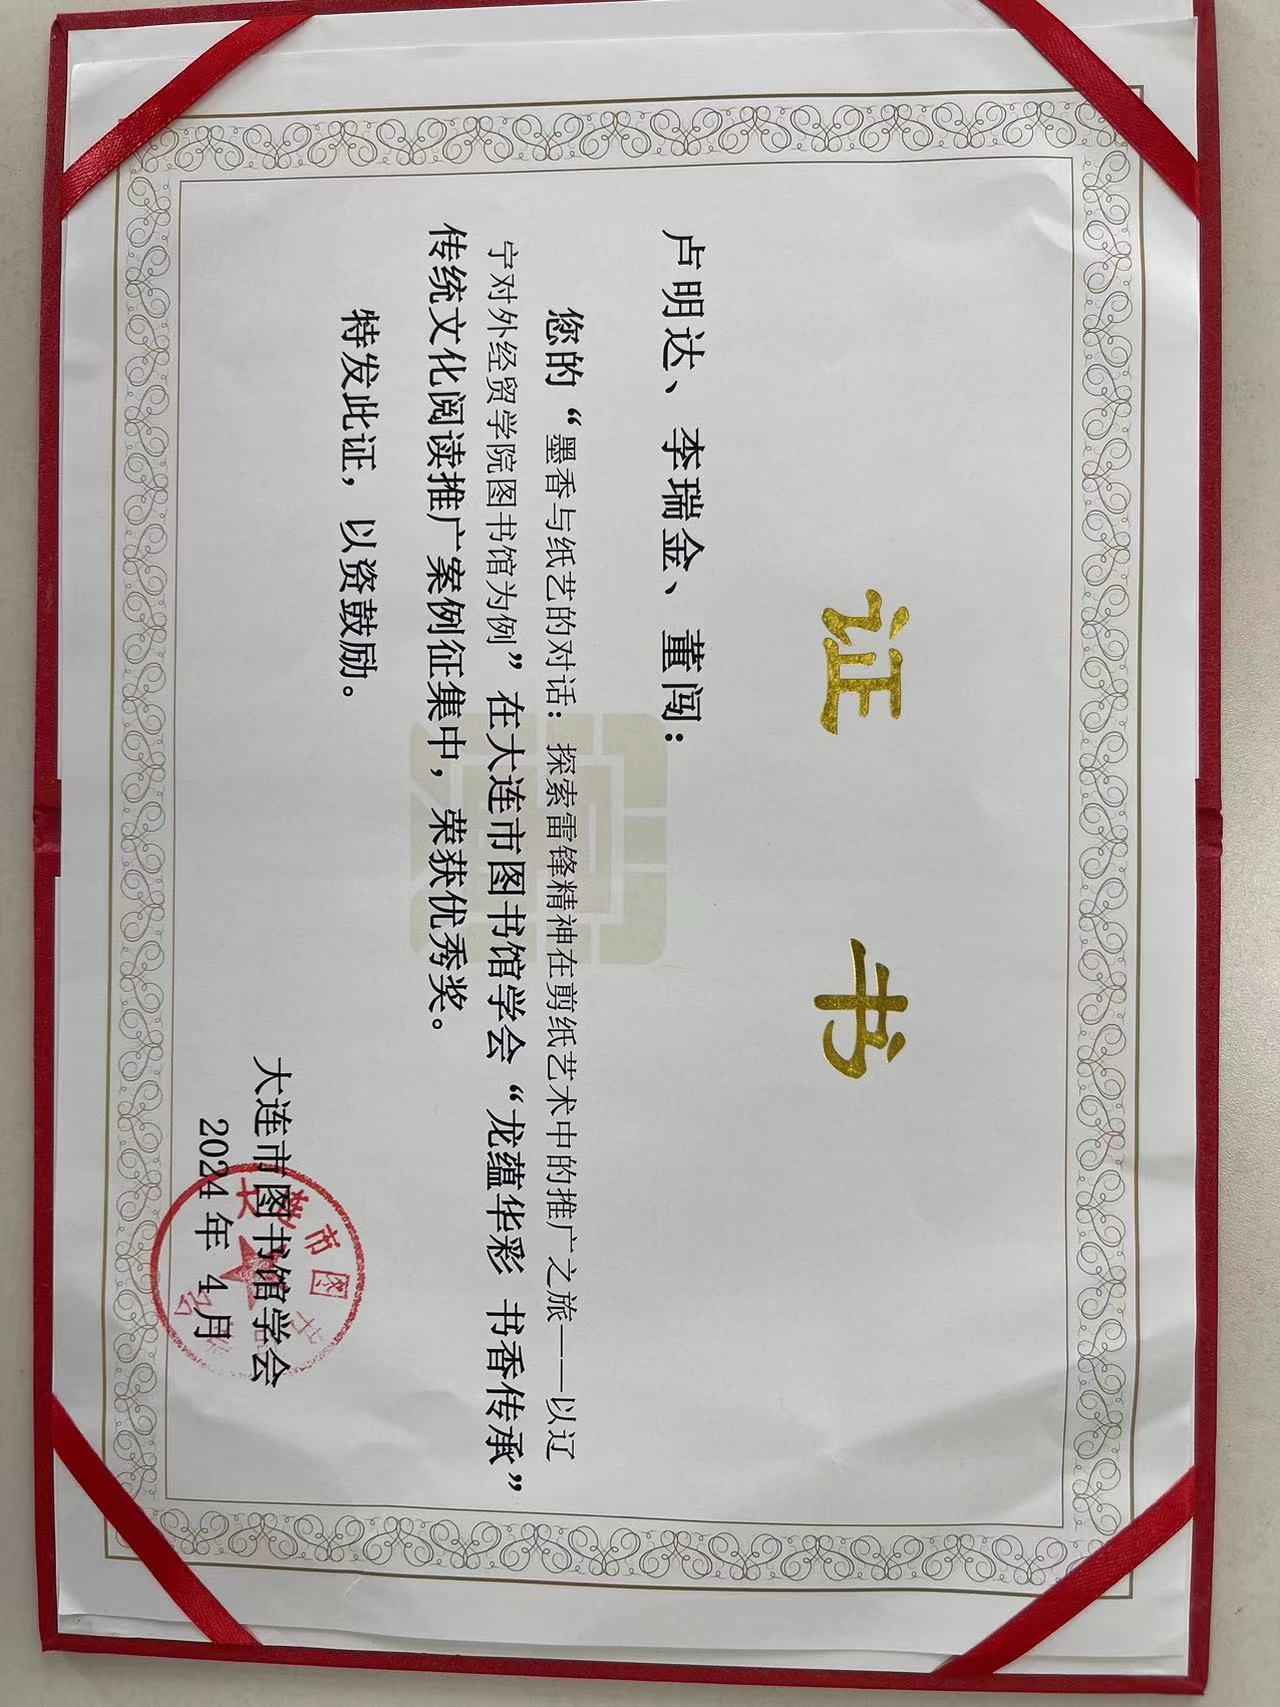 证 书
卢明达、李瑞金、董闯：
您的“墨香与纸艺的对话：探索雷锋精神在剪纸艺术中的推广之旅——以辽
宁对外经贸学院图书馆为例”在大连市图书馆学会“龙蕴华彩 书香传承”
传统文化阅读推广案例征集中，荣获优秀奖。
特发此证，以资鼓励。
大连市图书馆学会
2024年4月